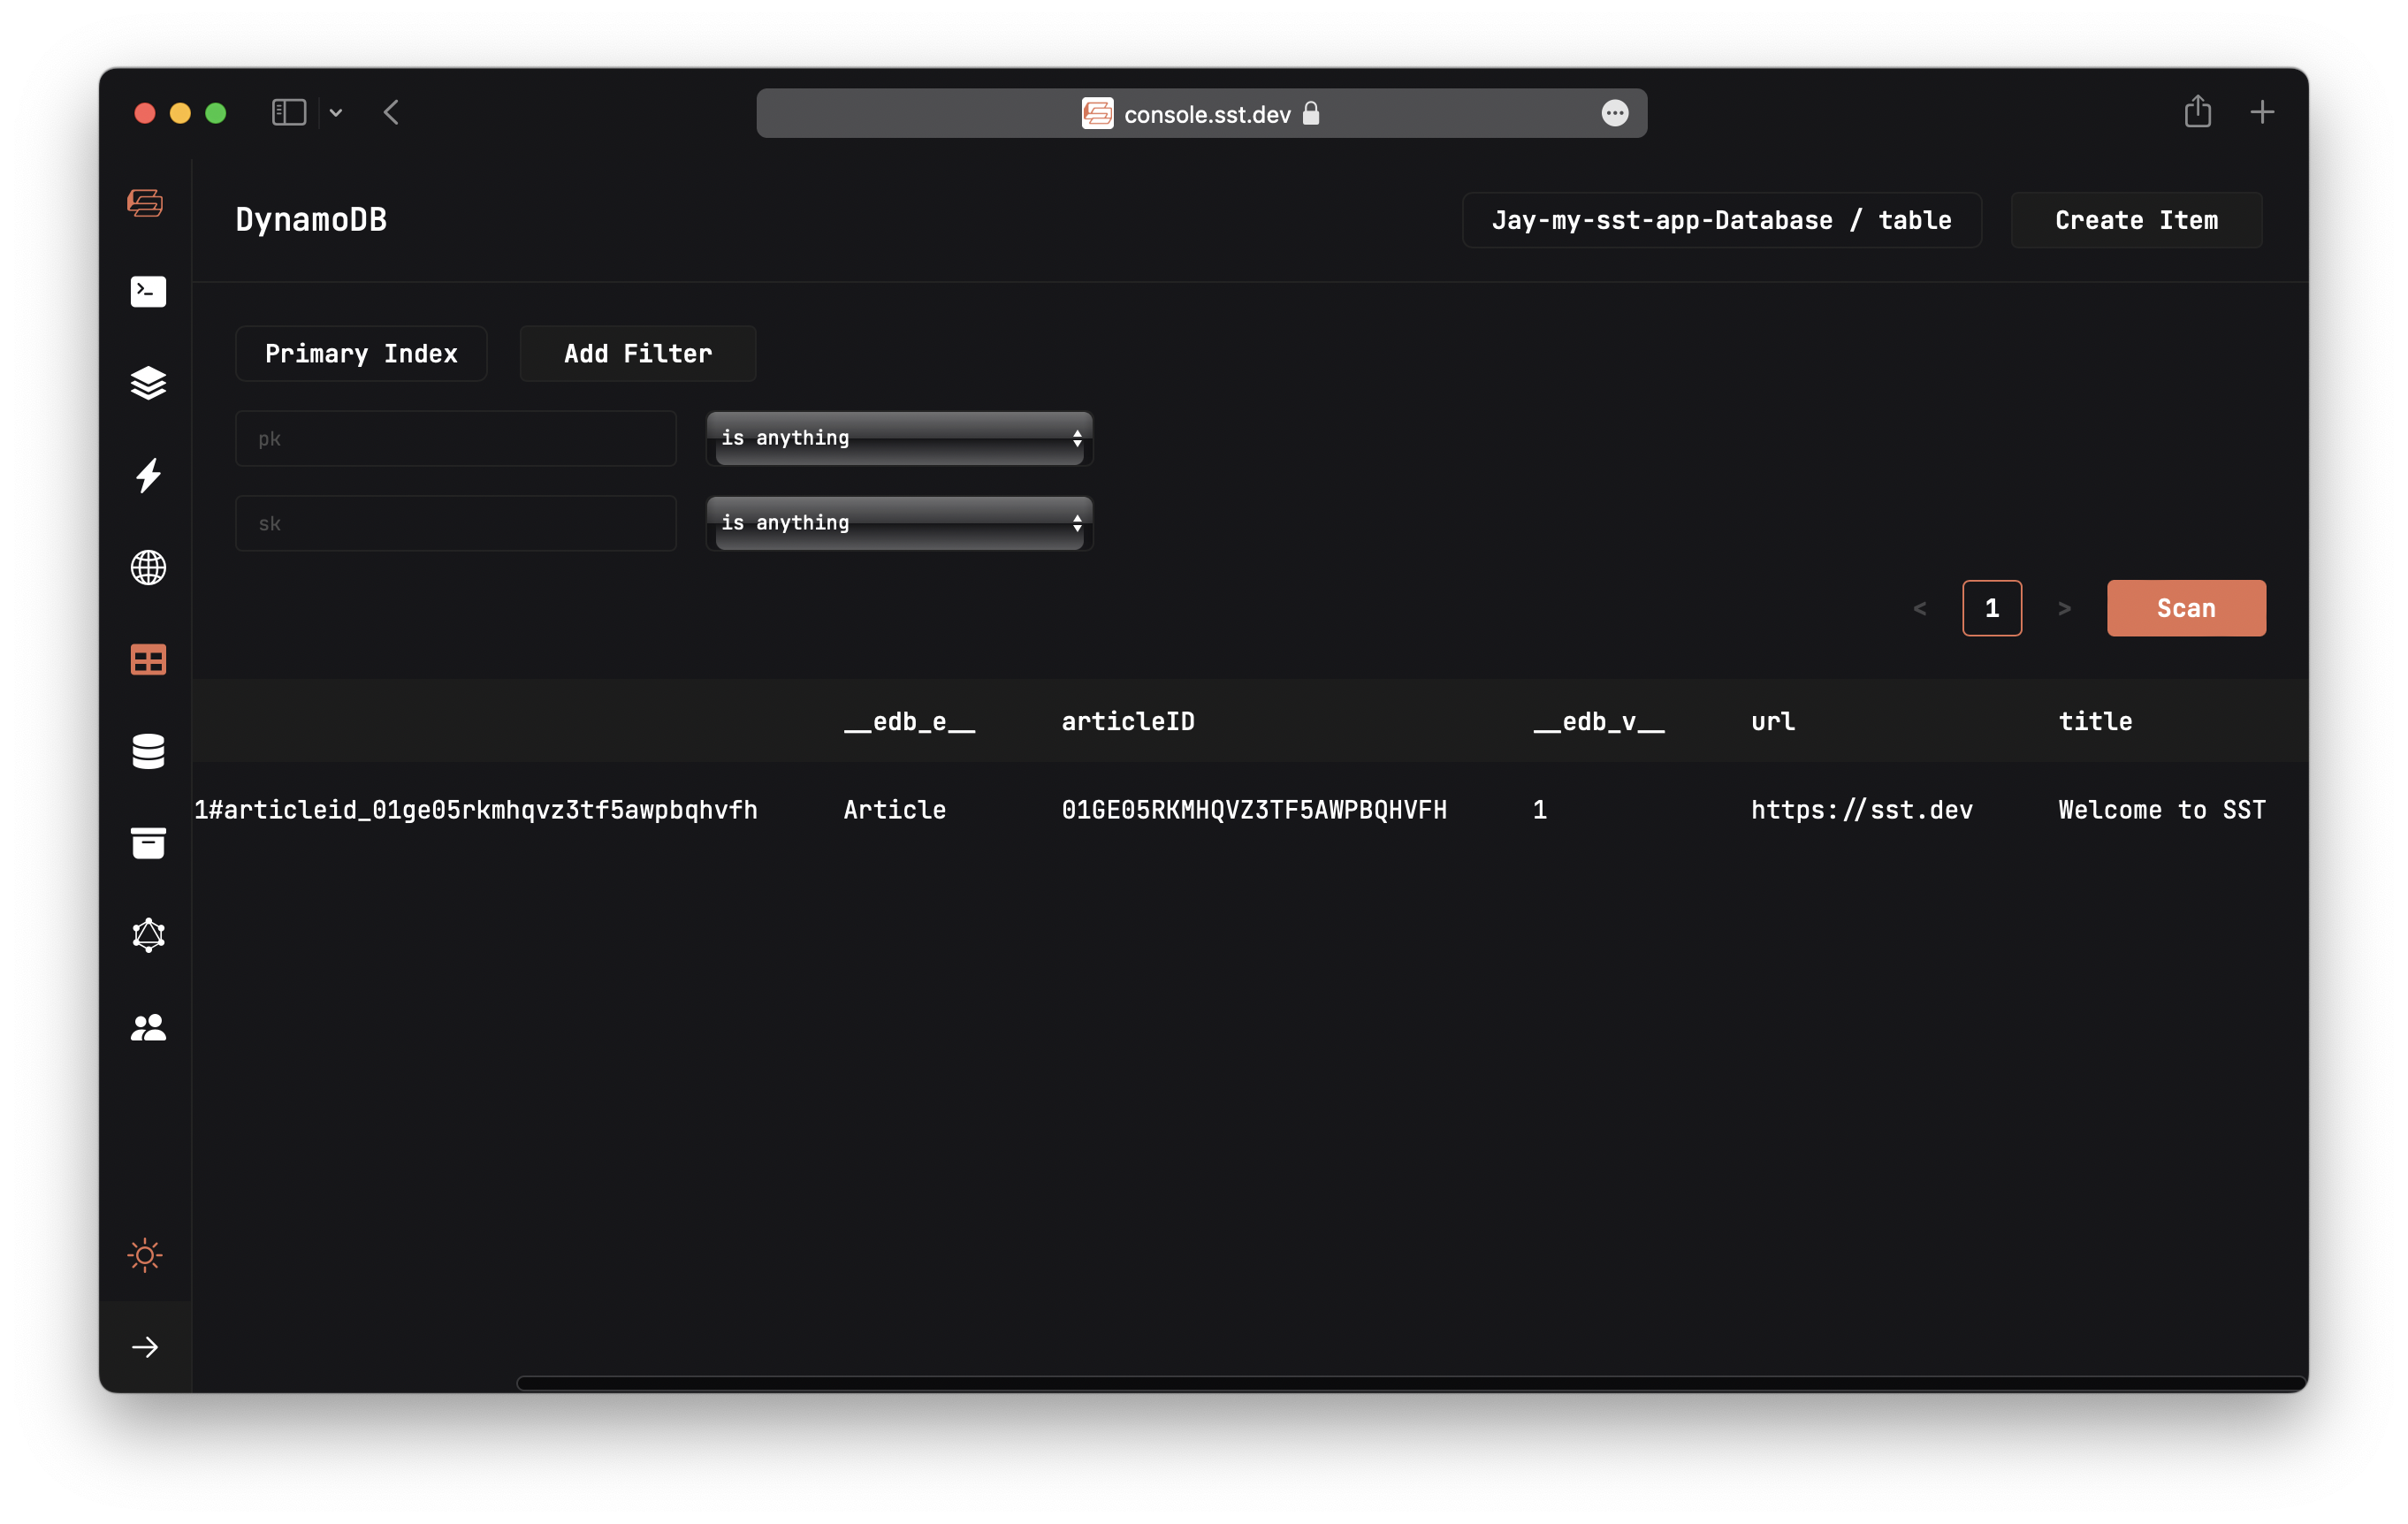 console.sst.dev
DynamoDB
Jay-my-sst-app-Database / table
Create Item
Primary Index
Add Filter
pk
is anything
sk
is anything
< 1 >
Scan
__edb_e__ articleID __edb_v__ url title
1#articleid_01ge05rkmhqvz3tf5awpbqhvfh Article 01GE05RKMHQVZ3TF5AWPBQHVFH 1 https://sst.dev Welcome to SST